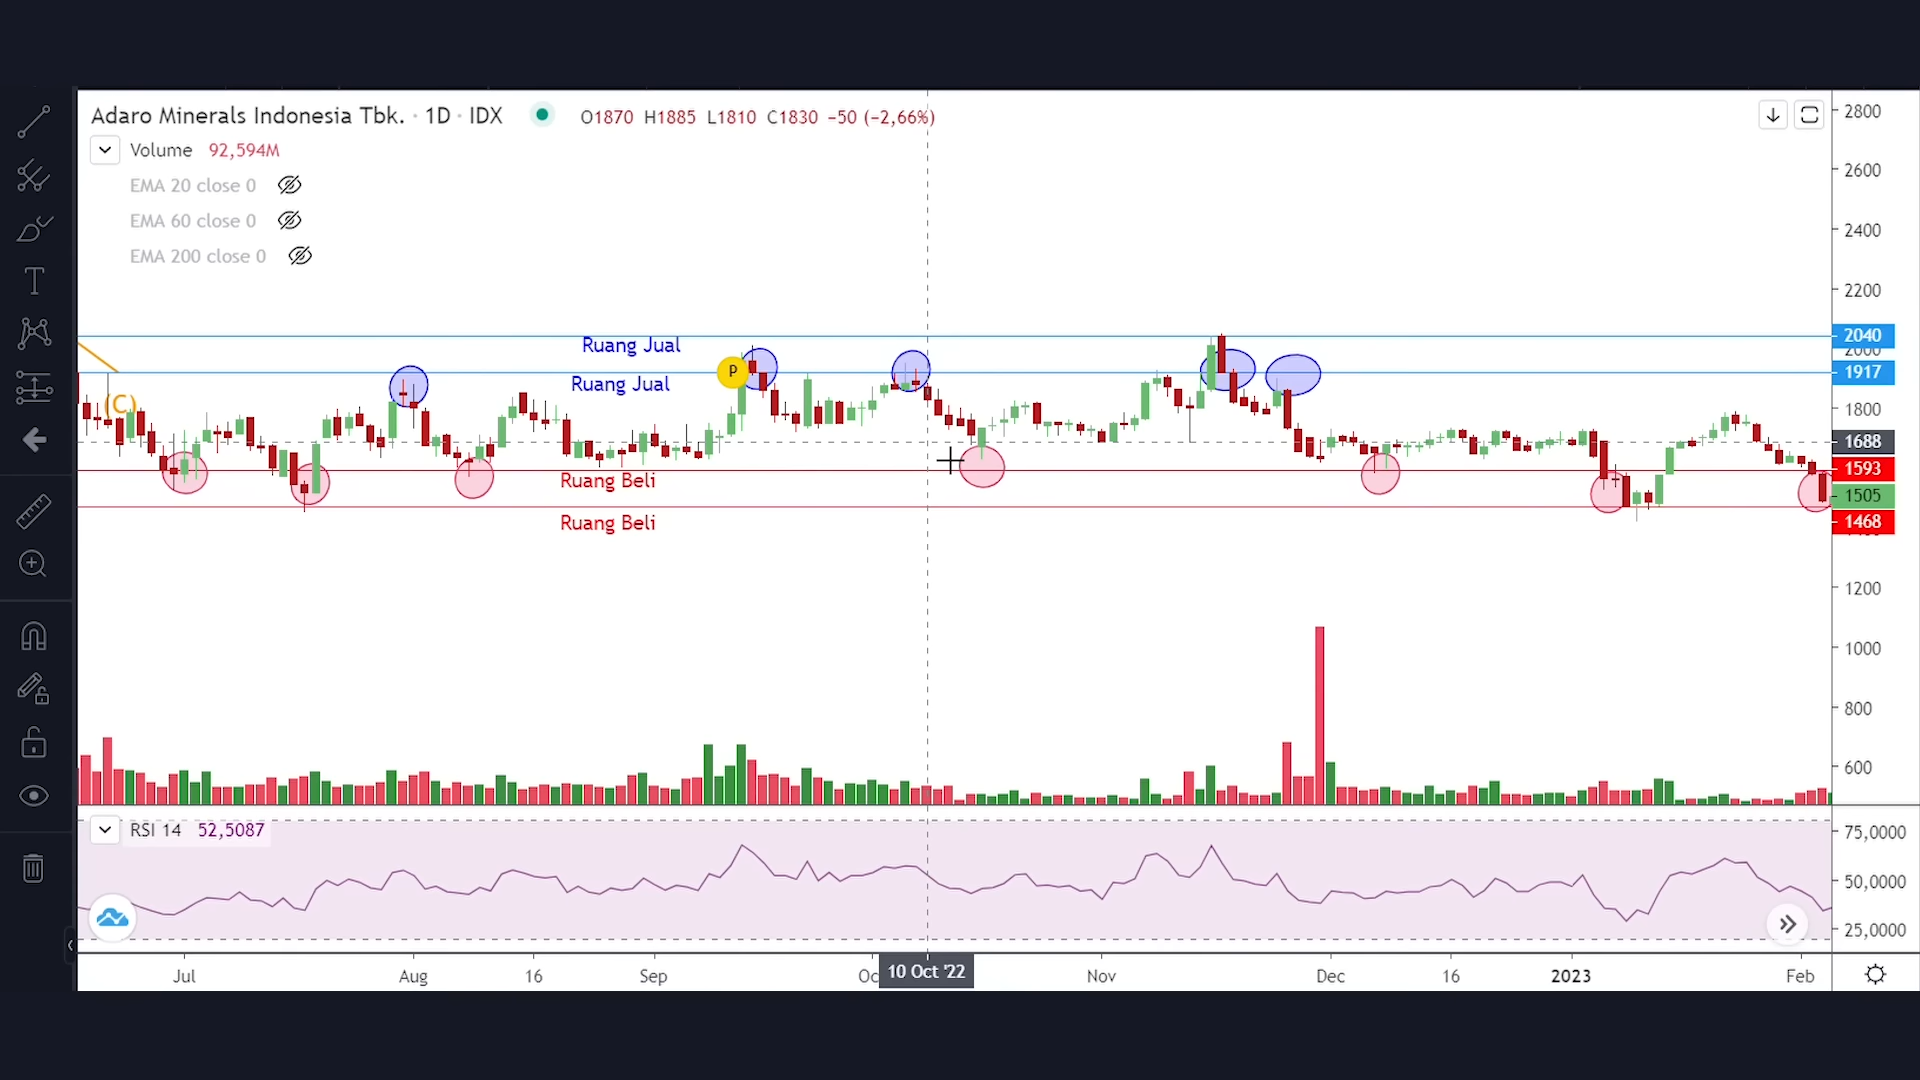 Adaro Minerals Indonesia Tbk. · 1D · IDX O1870 H1885 L1810 C1830 −50 (−2,66%)
Volume 92,594M
EMA 20 close 0
EMA 60 close 0
EMA 200 close 0
2800
2600
2400
2200
2040
2000
1917
1800
1688
1593
1505
1468
1200
1000
800
600
Ruang Jual
Ruang Jual
P
(C)
Ruang Beli
Ruang Beli
RSI 14 52,5087
75,0000
50,0000
25,0000
Jul Aug 16 Sep Oc 10 Oct '22 Nov Dec 16 2023 Feb